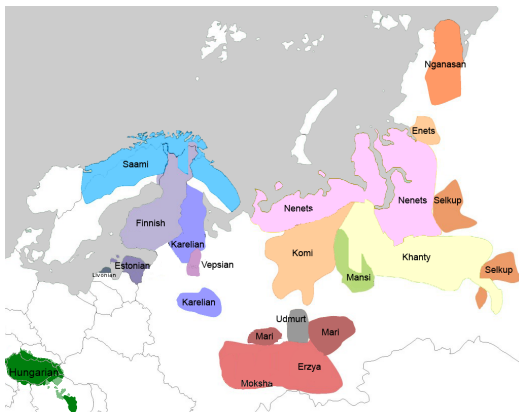 Nganasan
Enets
Saami
Nenets
Nenets
Selkup
Finnish
Karelian
Komi
Khanty
Estonian
Livonian
Vepsian
Mansi
Selkup
Karelian
Udmurt
Mari
Mari
Hungarian
Erzya
Moksha